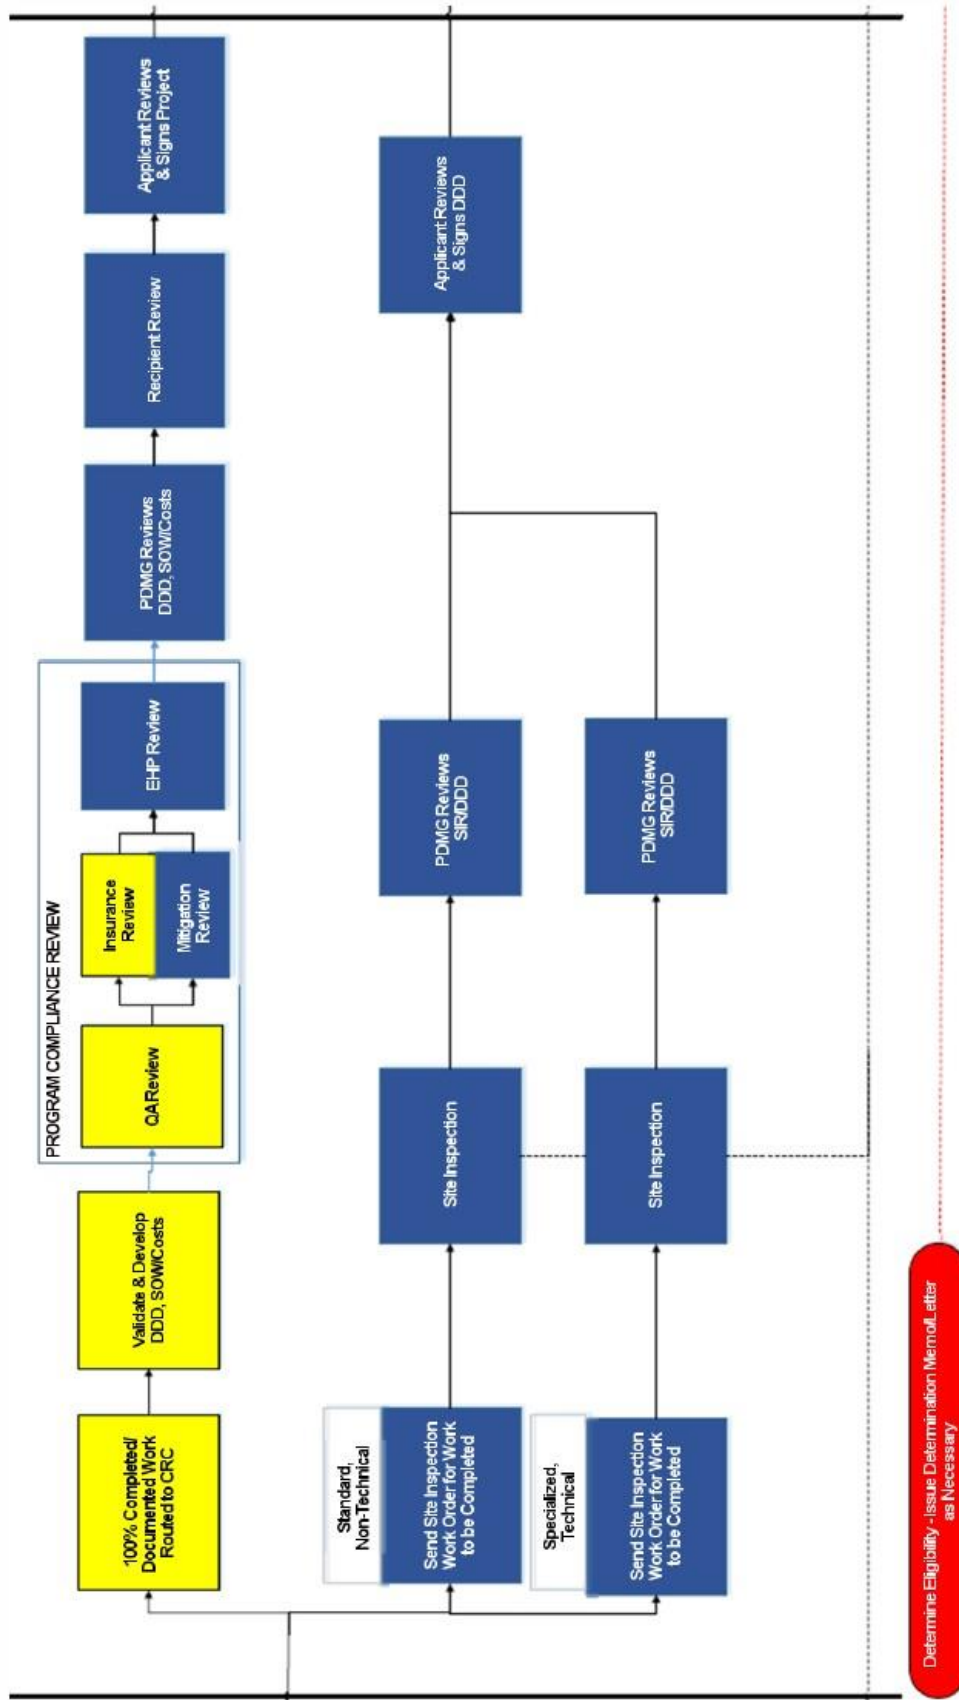 100% Completed/
Documented Work
Routed to CRC
Validate & Develop
DDD, SOW/Costs
PROGRAM COMPLIANCE REVIEW
QA Review
Insurance
Review
Mitigation
Review
EHP Review
PDMG Reviews
DDD, SOW/Costs
Recipient Review
Applicant Reviews
& Signs Project
Standard,
Non-Technical
Send Site Inspection
Work Order for Work
to be Completed
Site Inspection
PDMG Reviews
SIR/DDD
Applicant Reviews
& Signs DDD
Specialized,
Technical
Send Site Inspection
Work Order for Work
to be Completed
Site Inspection
PDMG Reviews
SIR/DDD
Determine Eligibility - Issue Determination Memo/Letter
as Necessary